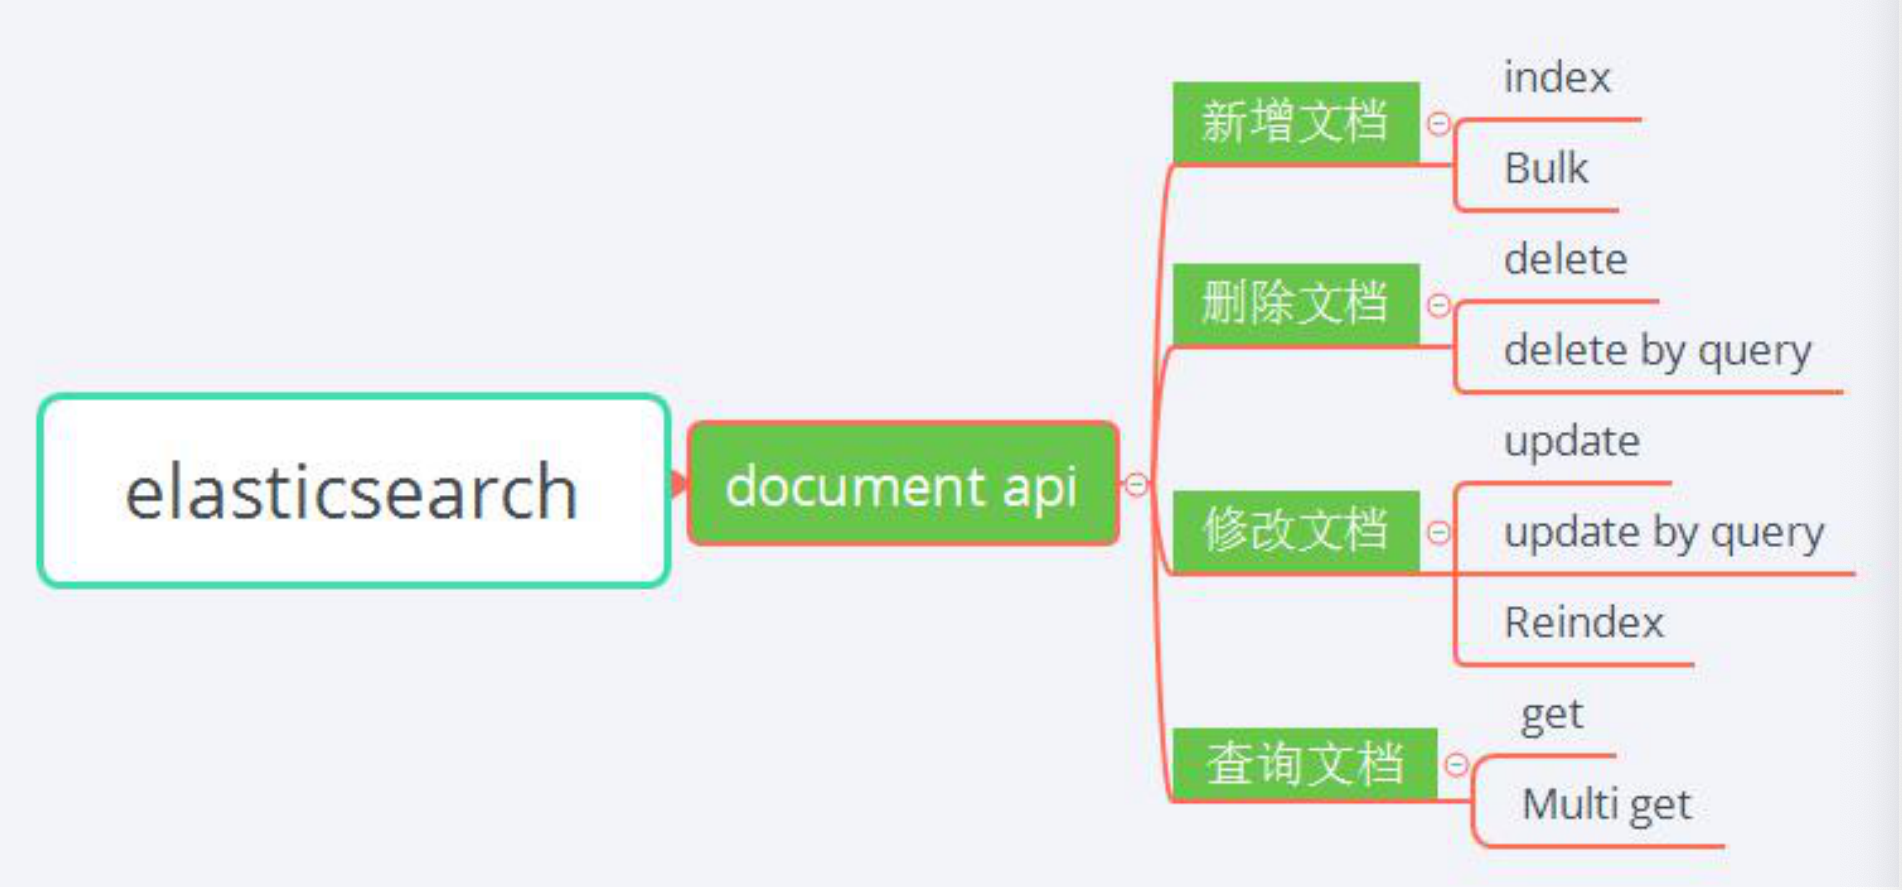 elasticsearch
document api
新增文档
index
Bulk
删除文档
delete
delete by query
修改文档
update
update by query
Reindex
查询文档
get
Multi get